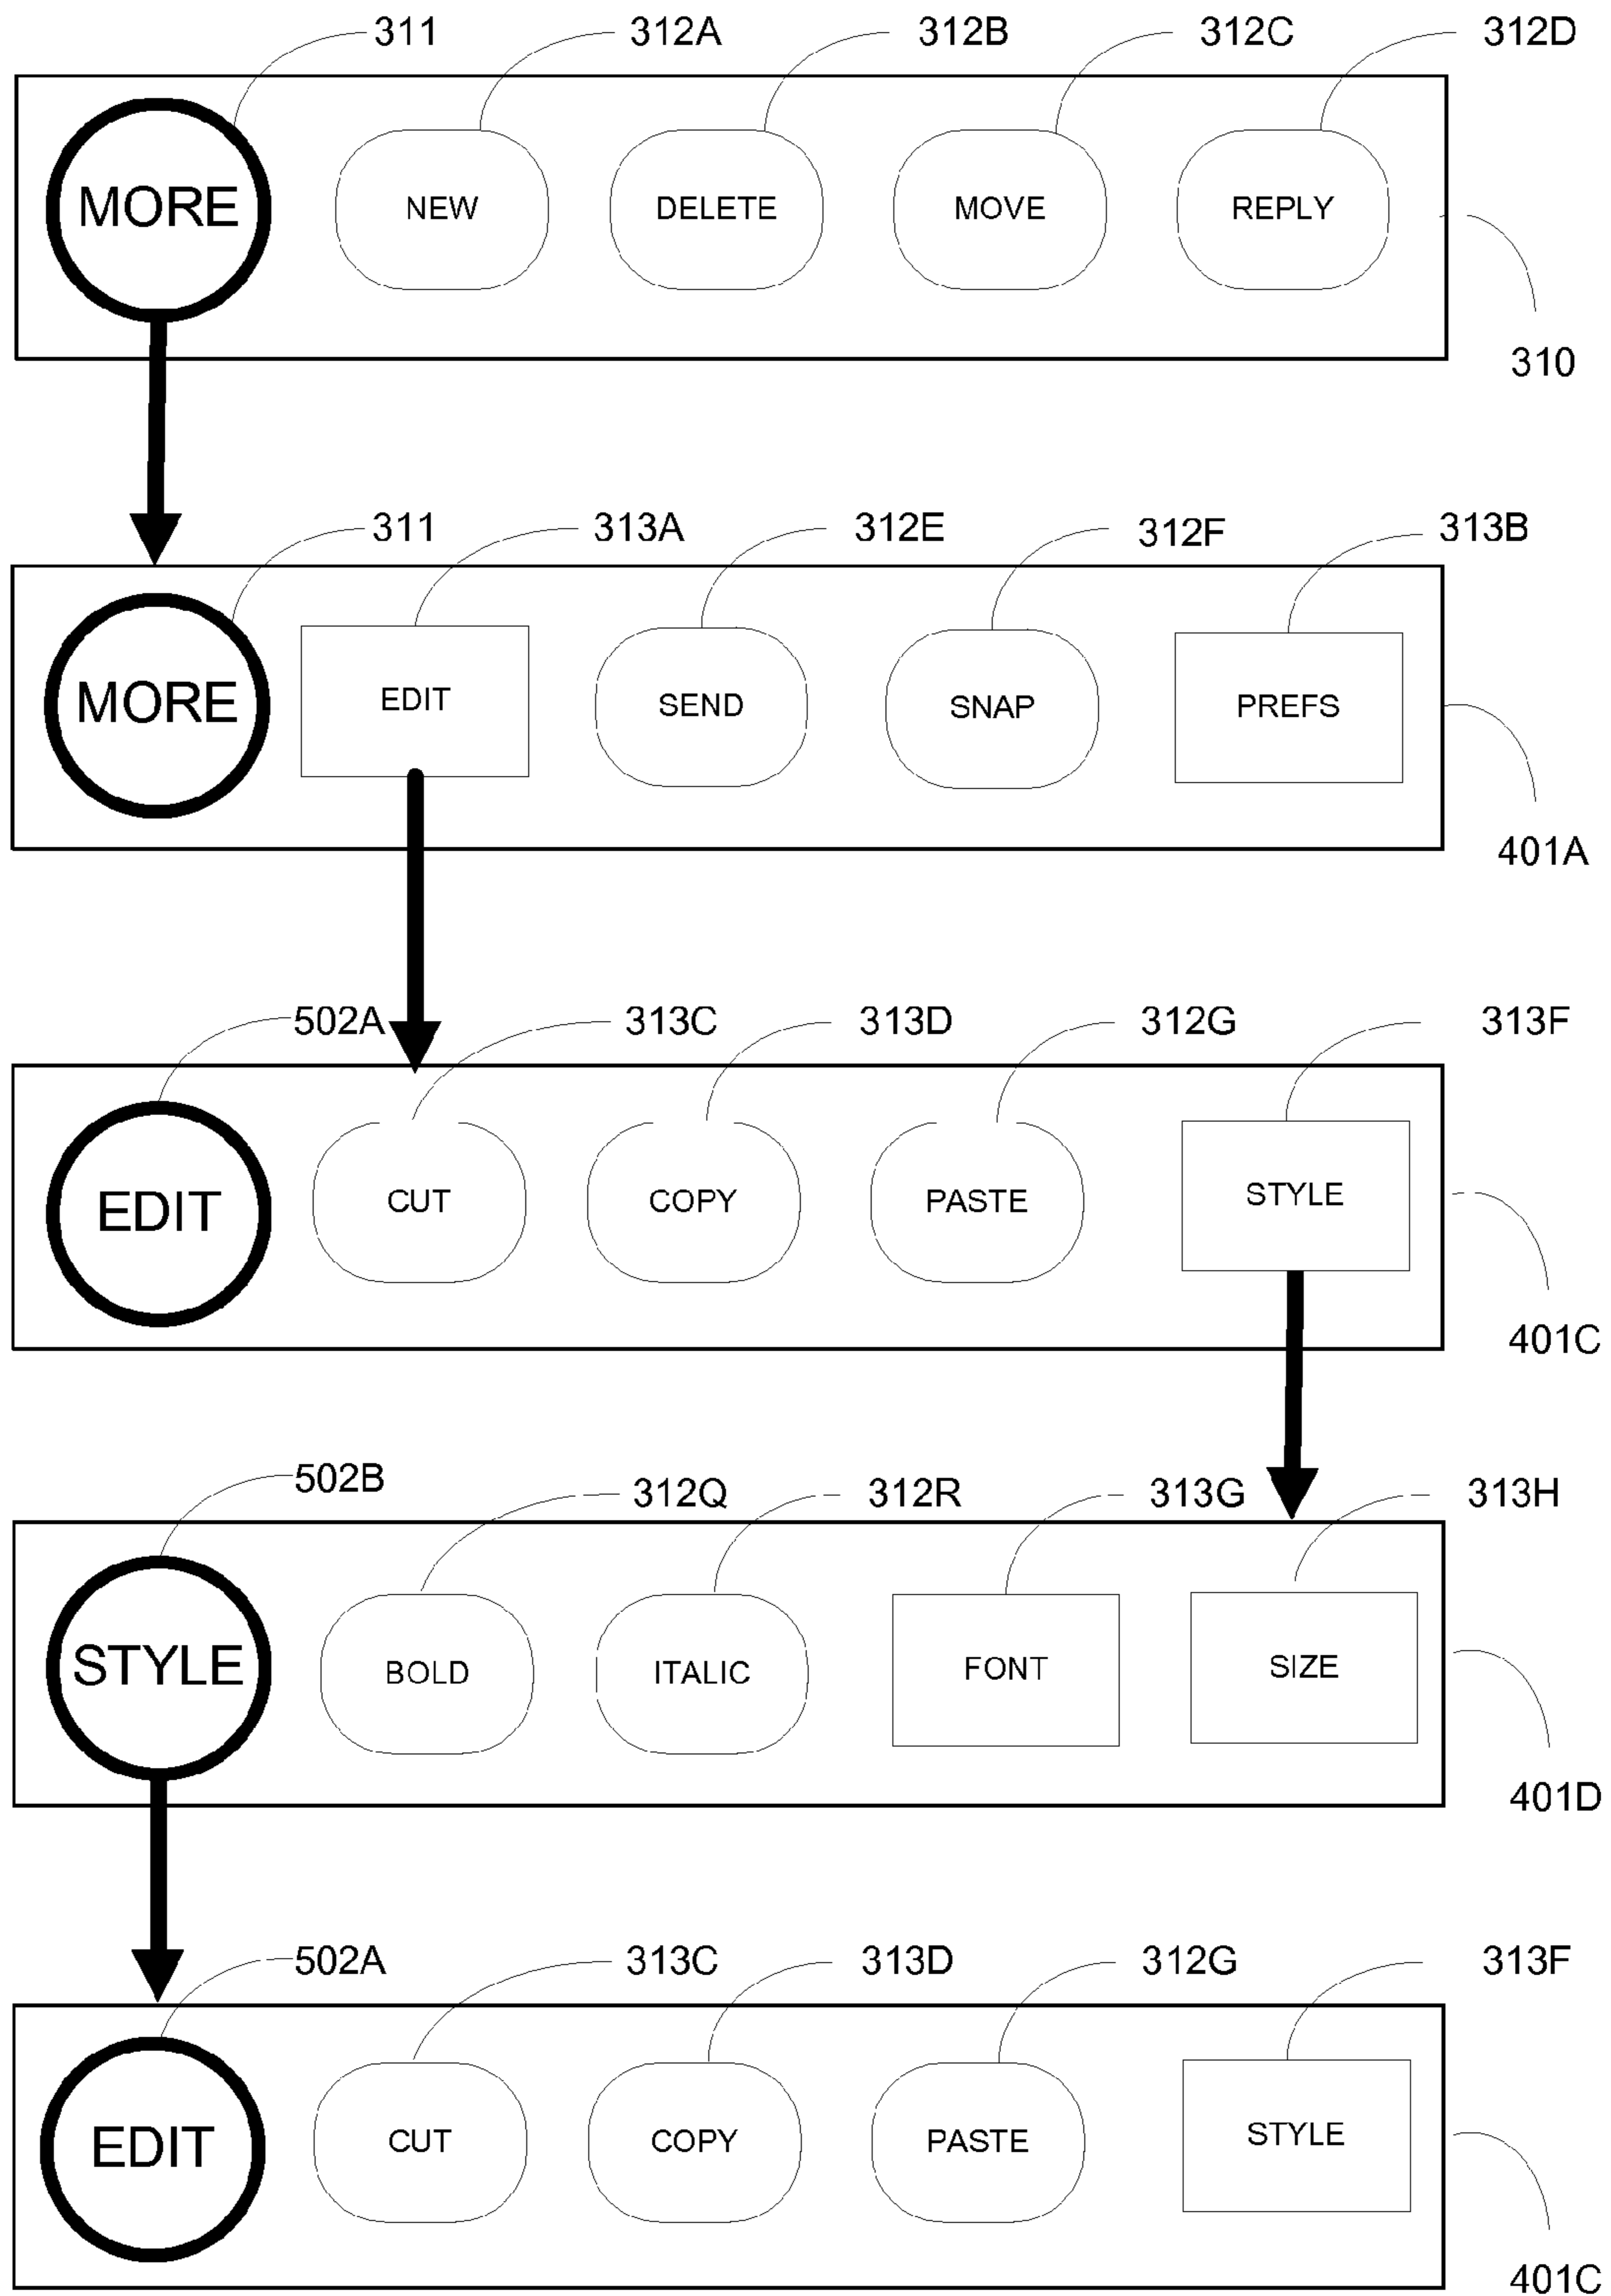 311 312A 312B 312C 312D
MORE NEW DELETE MOVE REPLY
310
311 313A 312E 312F 313B
MORE EDIT SEND SNAP PREFS
401A
502A 313C 313D 312G 313F
EDIT CUT COPY PASTE STYLE
401C
502B 312Q 312R 313G 313H
STYLE BOLD ITALIC FONT SIZE
401D
502A 313C 313D 312G 313F
EDIT CUT COPY PASTE STYLE
401C